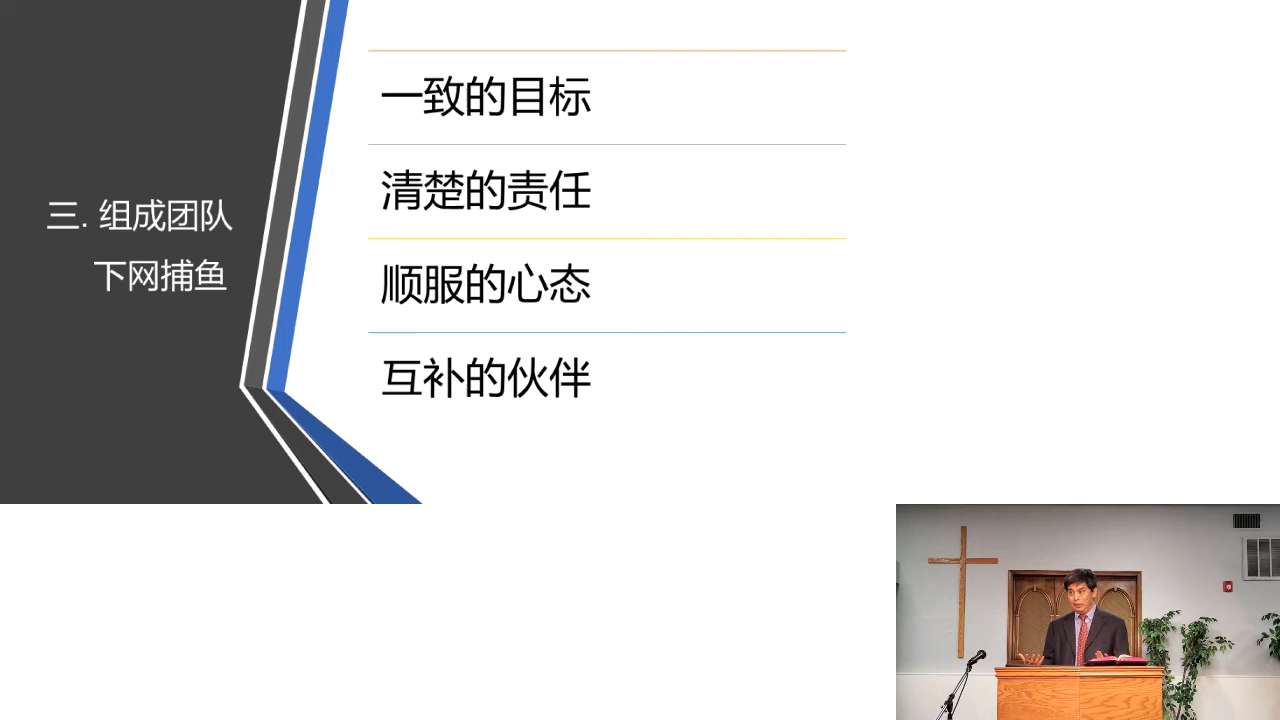 三. 组成团队
下网捕鱼
一致的目标
清楚的责任
顺服的心态
互补的伙伴